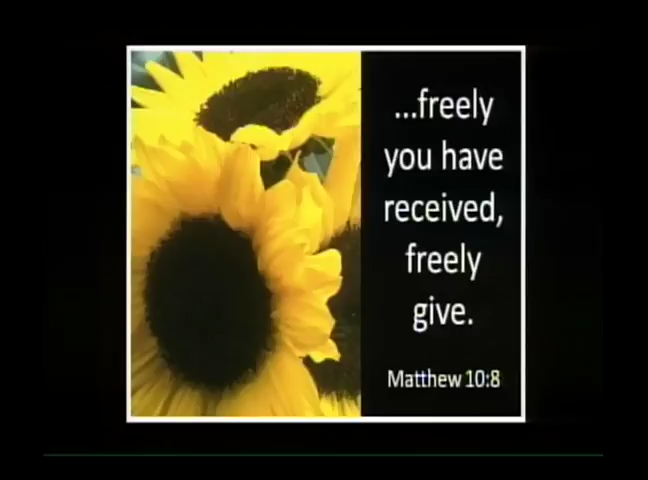 ...freely
you have
received,
freely
give.
Matthew 10:8